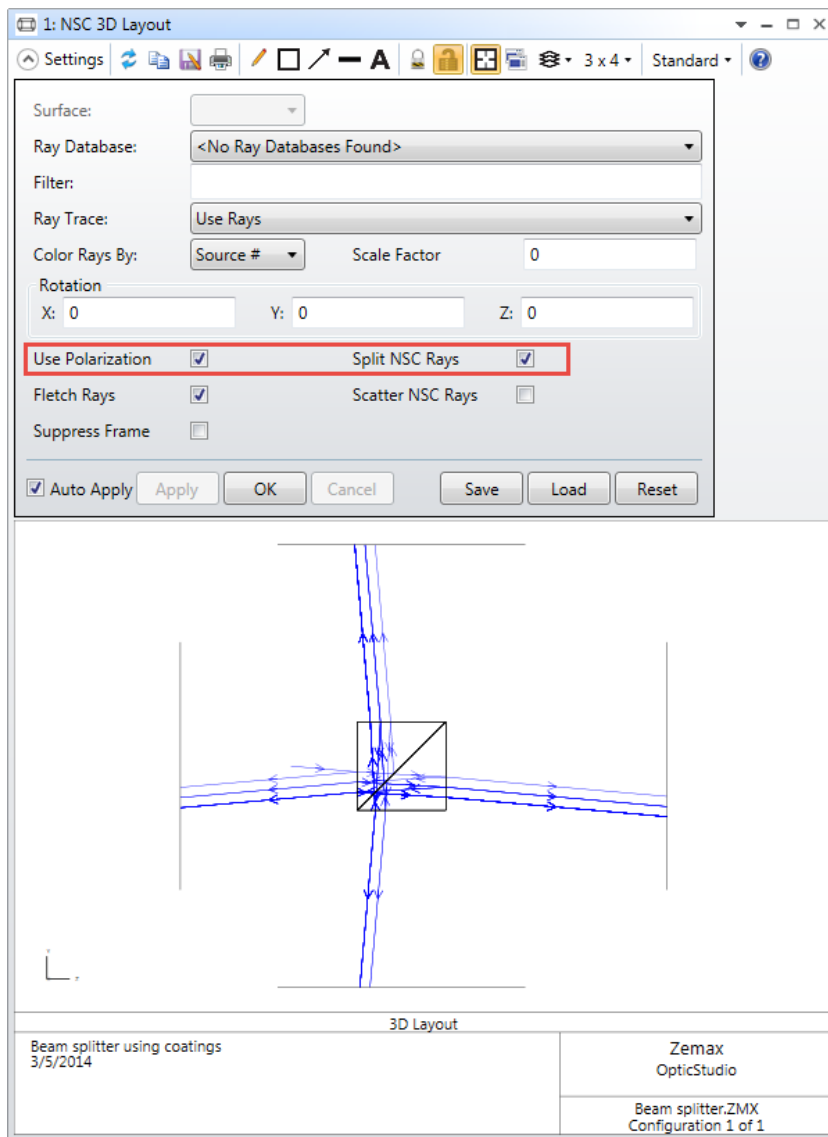 1: NSC 3D Layout
Settings A 3 x 4 Standard ?
Surface:
Ray Database: <No Ray Databases Found>
Filter:
Ray Trace: Use Rays
Color Rays By: Source # Scale Factor 0
Rotation
X: 0 Y: 0 Z: 0
Use Polarization Split NSC Rays
Fletch Rays Scatter NSC Rays
Suppress Frame
Auto Apply Apply OK Cancel Save Load Reset
3D Layout
Beam splitter using coatings
3/5/2014
Zemax
OpticStudio
Beam splitter.ZMX
Configuration 1 of 1